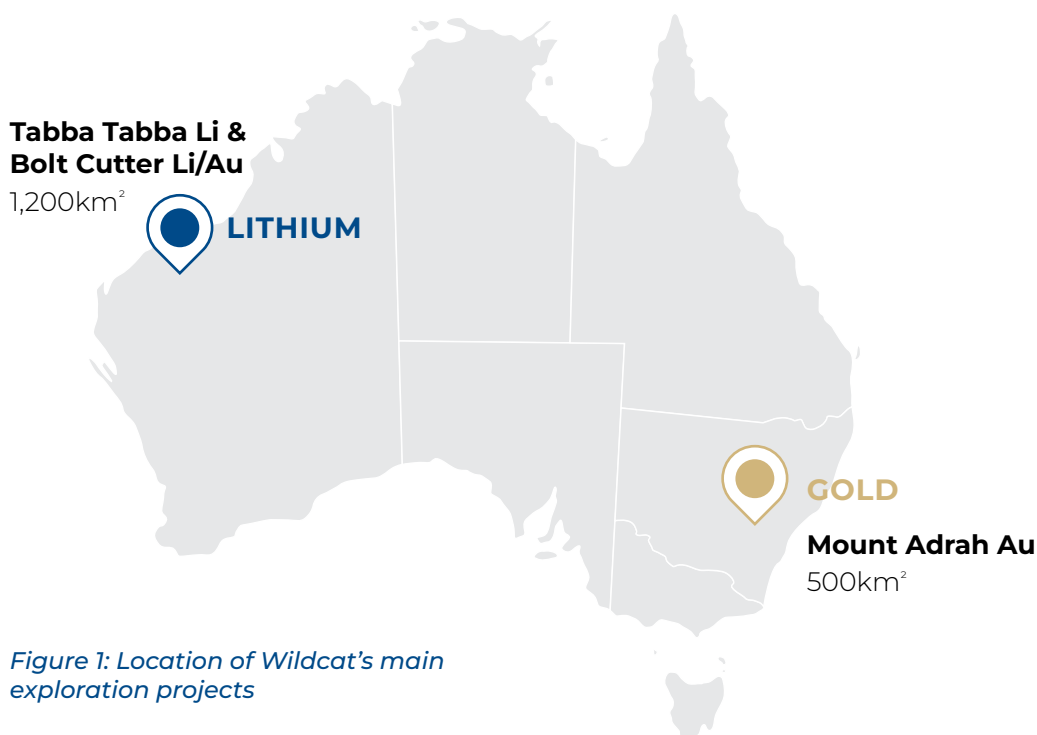 Tabba Tabba Li &
Bolt Cutter Li/Au
1,200km²
LITHIUM
GOLD
Mount Adrah Au
500km²
Figure 1: Location of Wildcat's main
exploration projects